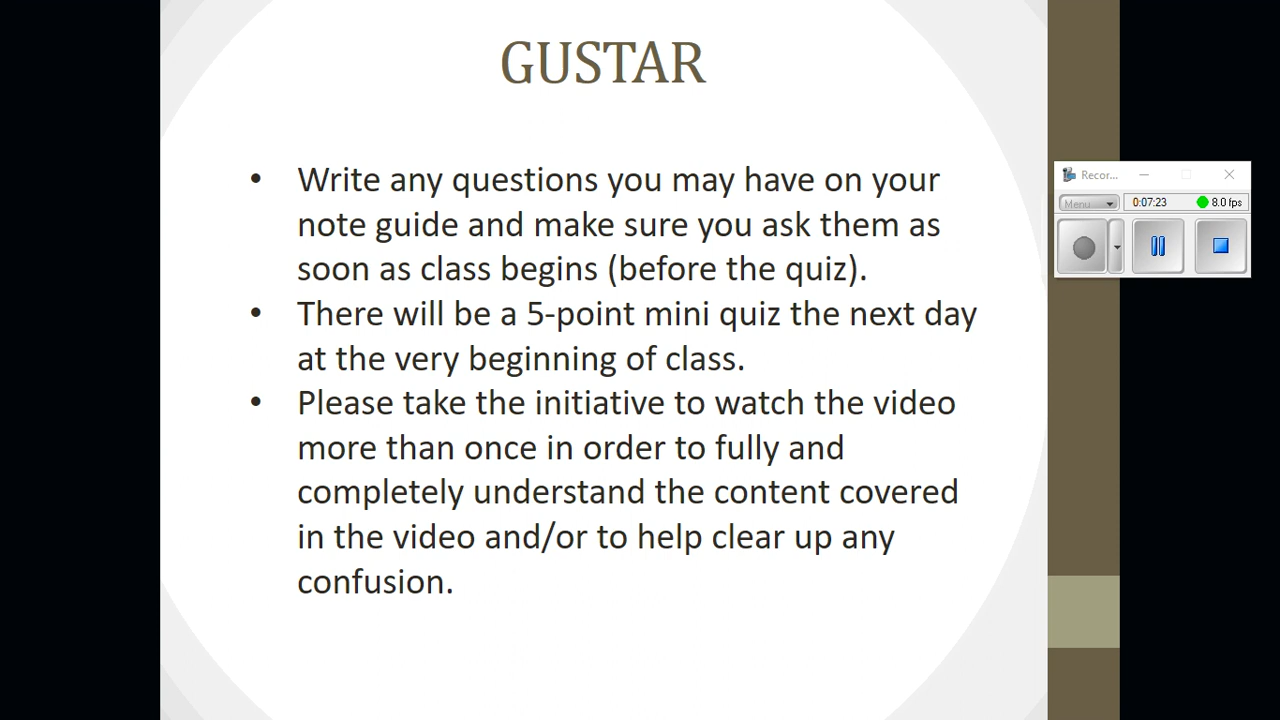 GUSTAR
• Write any questions you may have on your
note guide and make sure you ask them as
soon as class begins (before the quiz).
• There will be a 5-point mini quiz the next day
at the very beginning of class.
• Please take the initiative to watch the video
more than once in order to fully and
completely understand the content covered
in the video and/or to help clear up any
confusion.
Recor...
Menu 0:07:23 8.0 fps